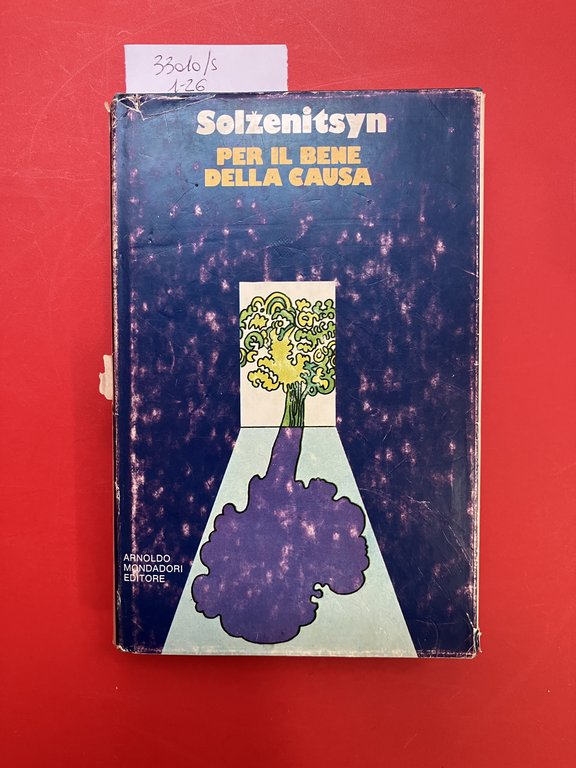 33010/s
1-26
Solženitsyn
PER IL BENE
DELLA CAUSA
ARNOLDO
MONDADORI
EDITORE